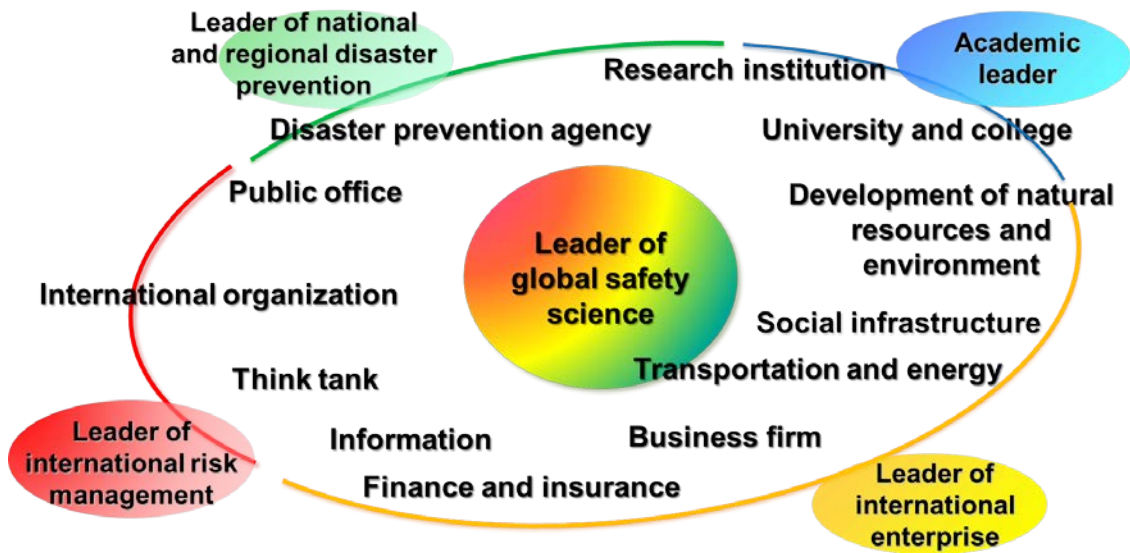 Leader of national
and regional disaster
prevention
Academic
leader
Research institution
Disaster prevention agency
University and college
Public office
Development of natural
resources and
environment
Leader of
global safety
science
International organization
Social infrastructure
Transportation and energy
Think tank
Information
Business firm
Leader of
international risk
management
Finance and insurance
Leader of
international
enterprise